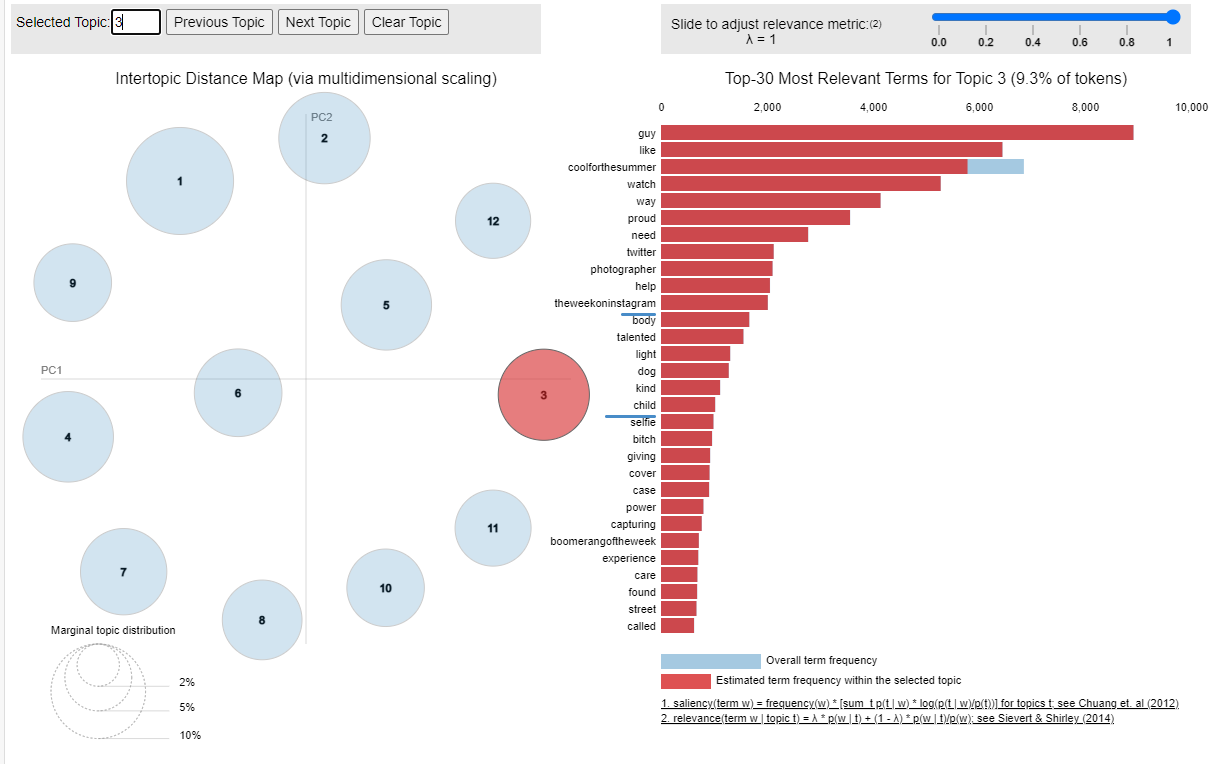 Selected Topic: 3 Previous Topic Next Topic Clear Topic
Slide to adjust relevance metric:(2)
λ = 1
0.0 0.2 0.4 0.6 0.8 1
Intertopic Distance Map (via multidimensional scaling)
PC2
2
1
12
9
5
PC1
6
3
4
11
7
10
8
Marginal topic distribution
2%
5%
10%
Top-30 Most Relevant Terms for Topic 3 (9.3% of tokens)
0 2,000 4,000 6,000 8,000 10,000
guy
like
coolforthesummer
watch
way
proud
need
twitter
photographer
help
theweekoninstagram
body
talented
light
dog
kind
child
selfie
bitch
giving
cover
case
power
capturing
boomerangoftheweek
experience
care
found
street
called
Overall term frequency
Estimated term frequency within the selected topic
1. saliency(term w) = frequency(w) * [sum_t p(t | w) * log(p(t | w)/p(t))] for topics t; see Chuang et. al (2012)
2. relevance(term w | topic t) = λ * p(w | t) + (1 - λ) * p(w | t)/p(w); see Sievert & Shirley (2014)